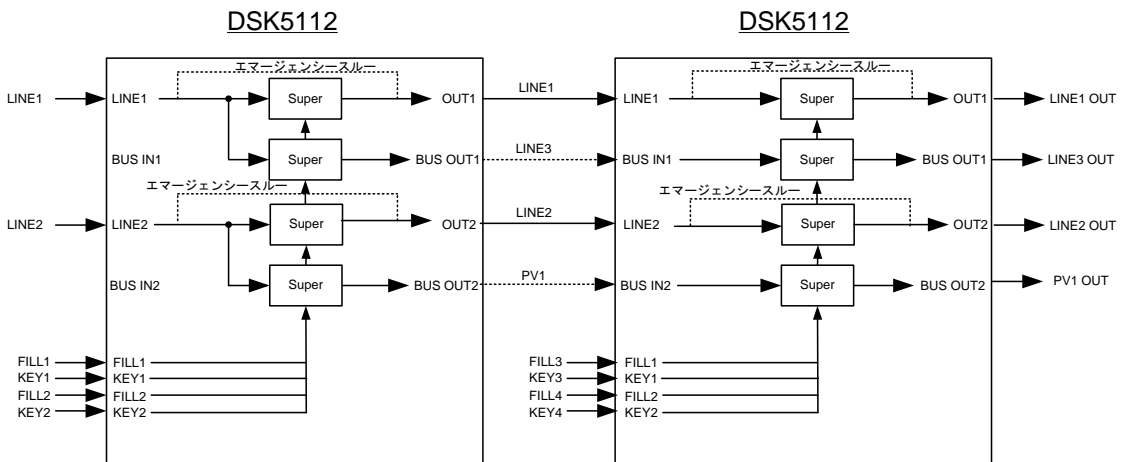 DSK5112
DSK5112
エマージェンシースルー
エマージェンシースルー
LINE1
LINE1
Super
OUT1
LINE1
LINE1
Super
OUT1
LINE1 OUT
BUS IN1
Super
BUS OUT1
LINE3
BUS IN1
Super
BUS OUT1
LINE3 OUT
エマージェンシースルー
エマージェンシースルー
LINE2
LINE2
Super
OUT2
LINE2
LINE2
Super
OUT2
LINE2 OUT
BUS IN2
Super
BUS OUT2
PV1
BUS IN2
Super
BUS OUT2
PV1 OUT
FILL1
FILL1
FILL3
FILL1
KEY1
KEY1
KEY3
KEY1
FILL2
FILL2
FILL4
FILL2
KEY2
KEY2
KEY4
KEY2